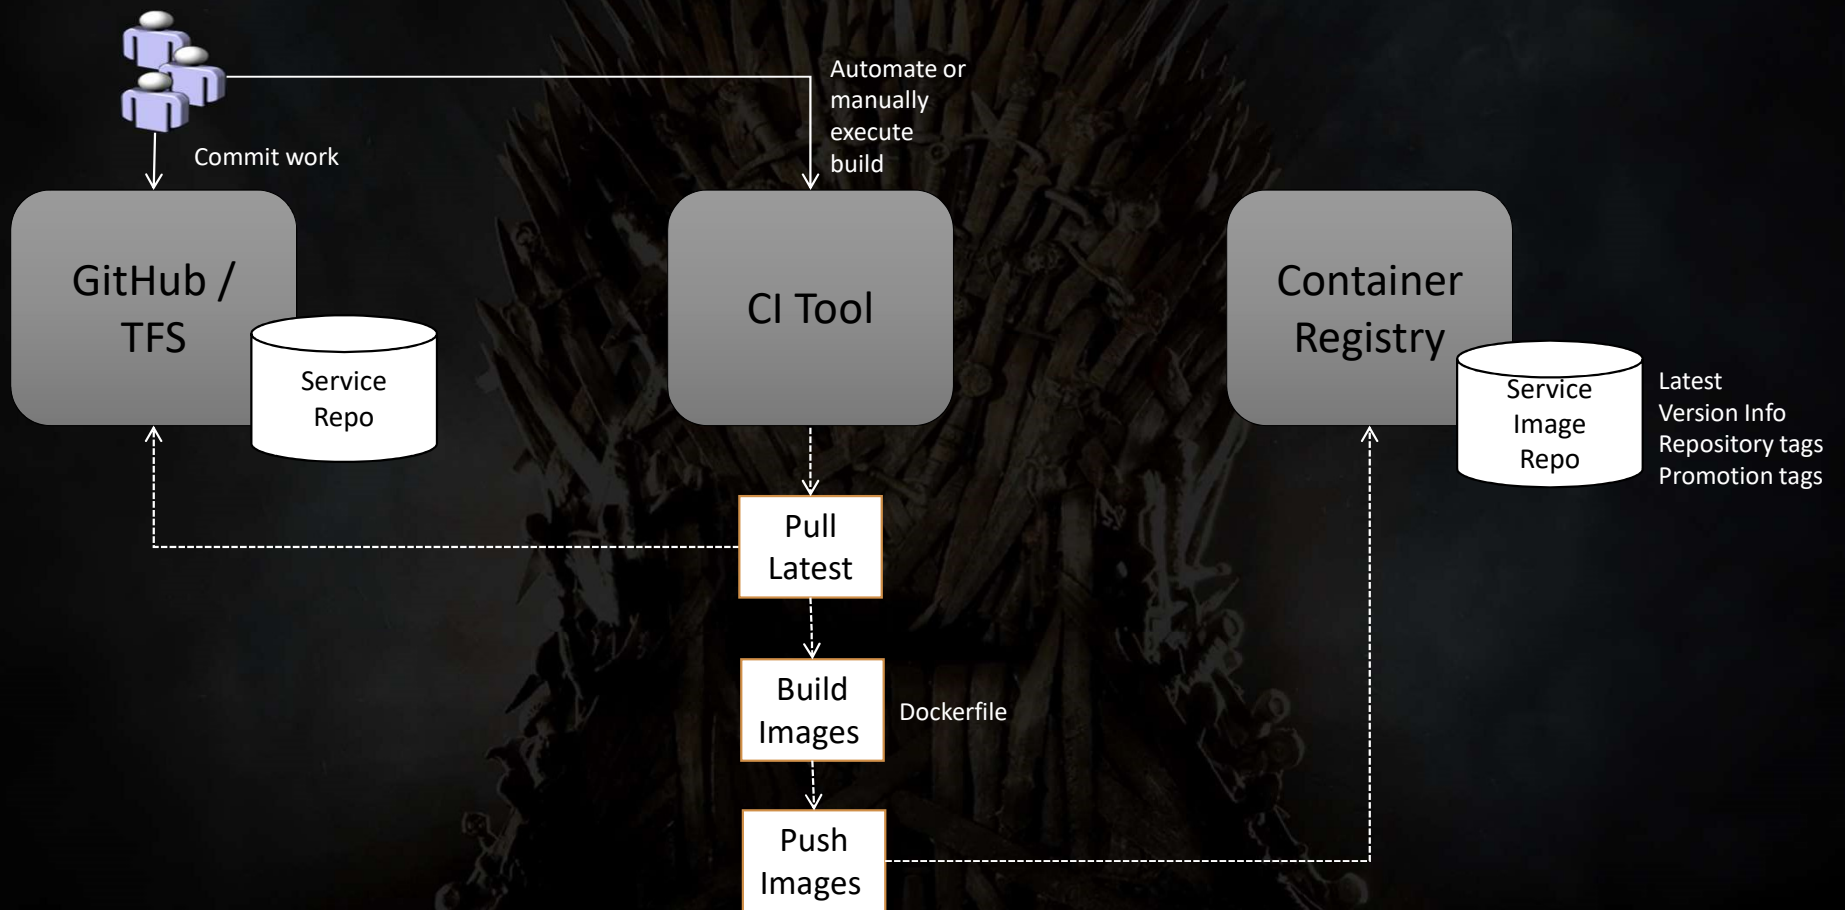 Commit work
Automate or
manually
execute
build
GitHub /
TFS
Service
Repo
CI Tool
Container
Registry
Service
Image
Repo
Latest
Version Info
Repository tags
Promotion tags
Pull
Latest
Build
Images
Dockerfile
Push
Images